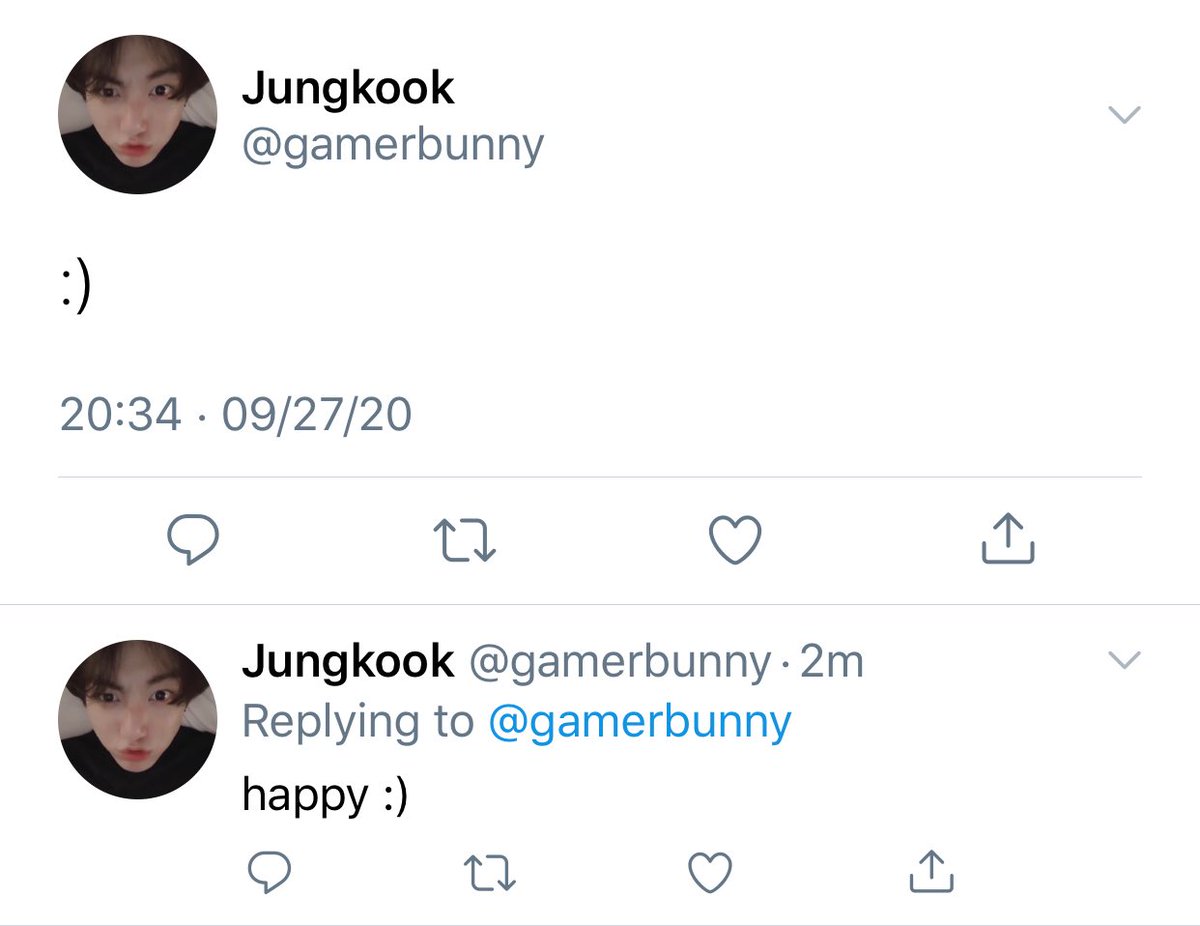 Jungkook
@gamerbunny
:)
20:34 · 09/27/20
Jungkook @gamerbunny · 2m
Replying to @gamerbunny
happy :)